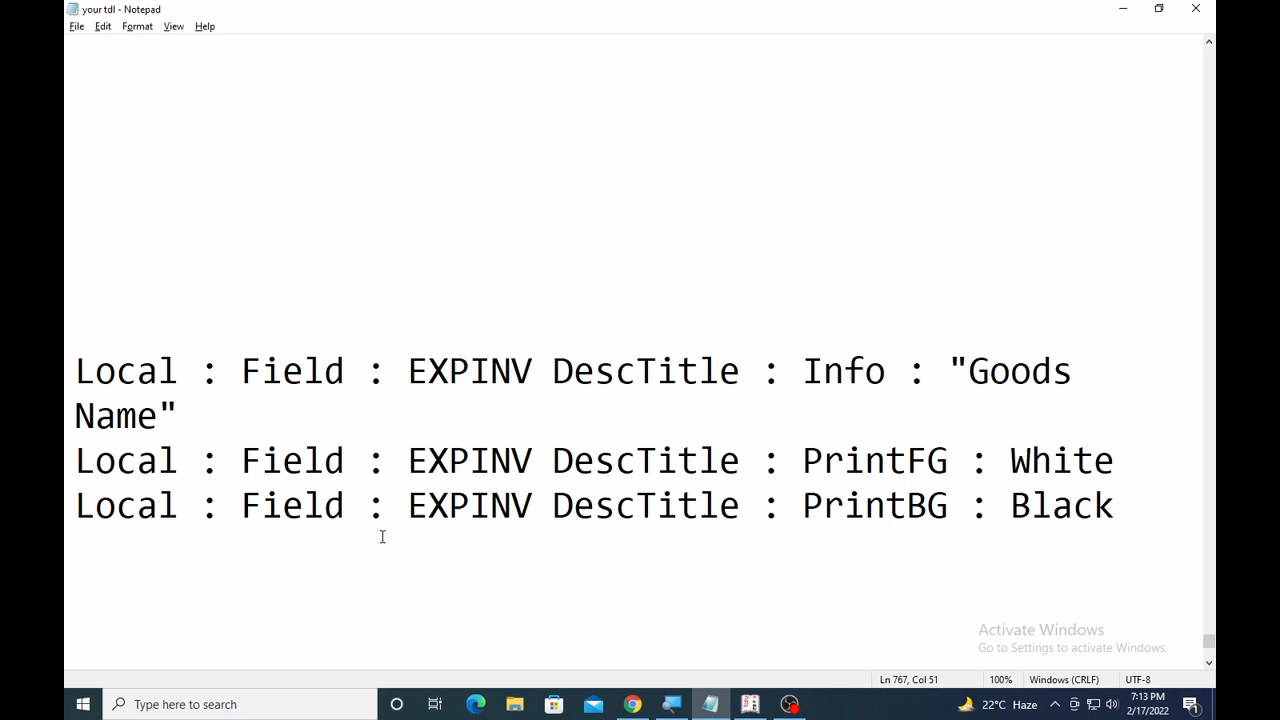 your tdl - Notepad
File Edit Format View Help
Local : Field : EXPINV DescTitle : Info : "Goods
Name"
Local : Field : EXPINV DescTitle : PrintFG : White
Local : Field : EXPINV DescTitle : PrintBG : Black
Activate Windows
Go to Settings to activate Windows.
Ln 767, Col 51 100% Windows (CRLF) UTF-8
Type here to search
22°C Haze
7:13 PM
2/17/2022
1